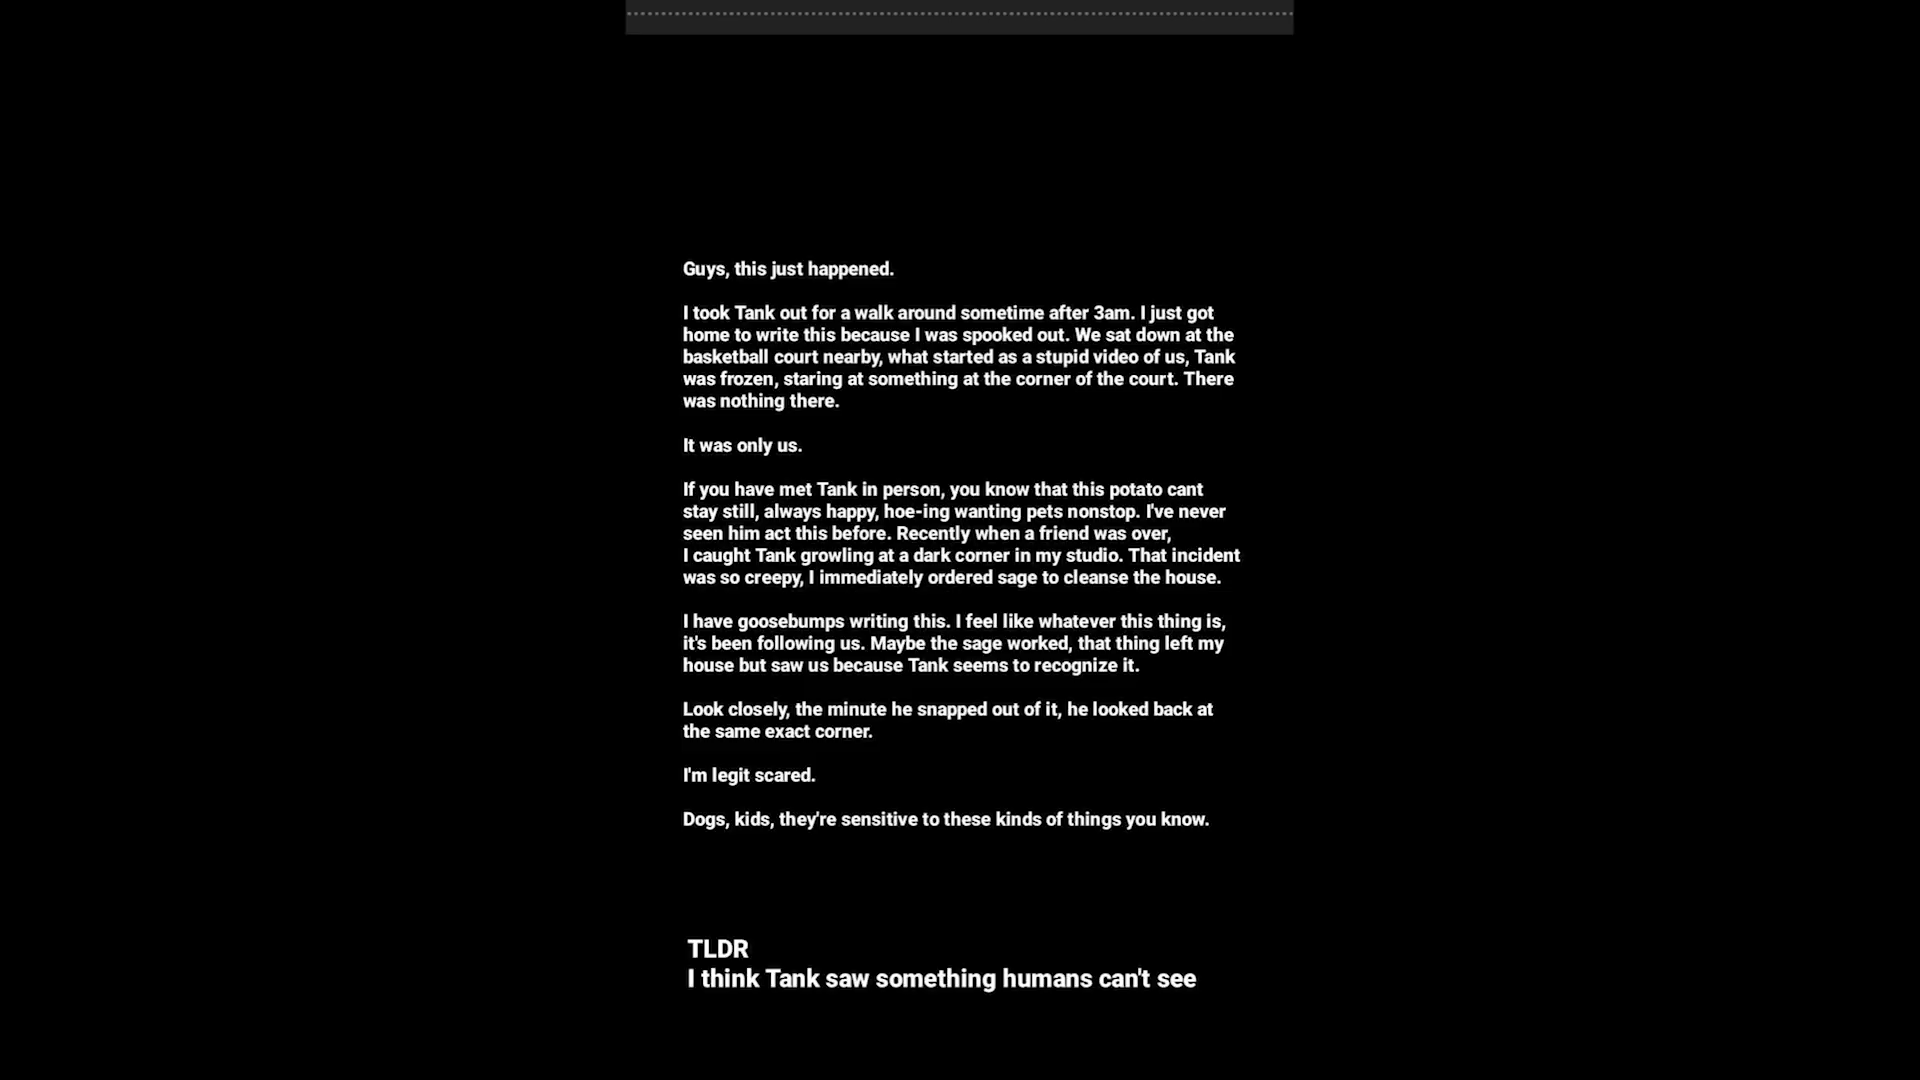 Guys, this just happened.
I took Tank out for a walk around sometime after 3am. I just got
home to write this because I was spooked out. We sat down at the
basketball court nearby, what started as a stupid video of us, Tank
was frozen, staring at something at the corner of the court. There
was nothing there.
It was only us.
If you have met Tank in person, you know that this potato cant
stay still, always happy, hoe-ing wanting pets nonstop. I've never
seen him act this before. Recently when a friend was over,
I caught Tank growling at a dark corner in my studio. That incident
was so creepy, I immediately ordered sage to cleanse the house.
I have goosebumps writing this. I feel like whatever this thing is,
it's been following us. Maybe the sage worked, that thing left my
house but saw us because Tank seems to recognize it.
Look closely, the minute he snapped out of it, he looked back at
the same exact corner.
I'm legit scared.
Dogs, kids, they're sensitive to these kinds of things you know.
TLDR
I think Tank saw something humans can't see